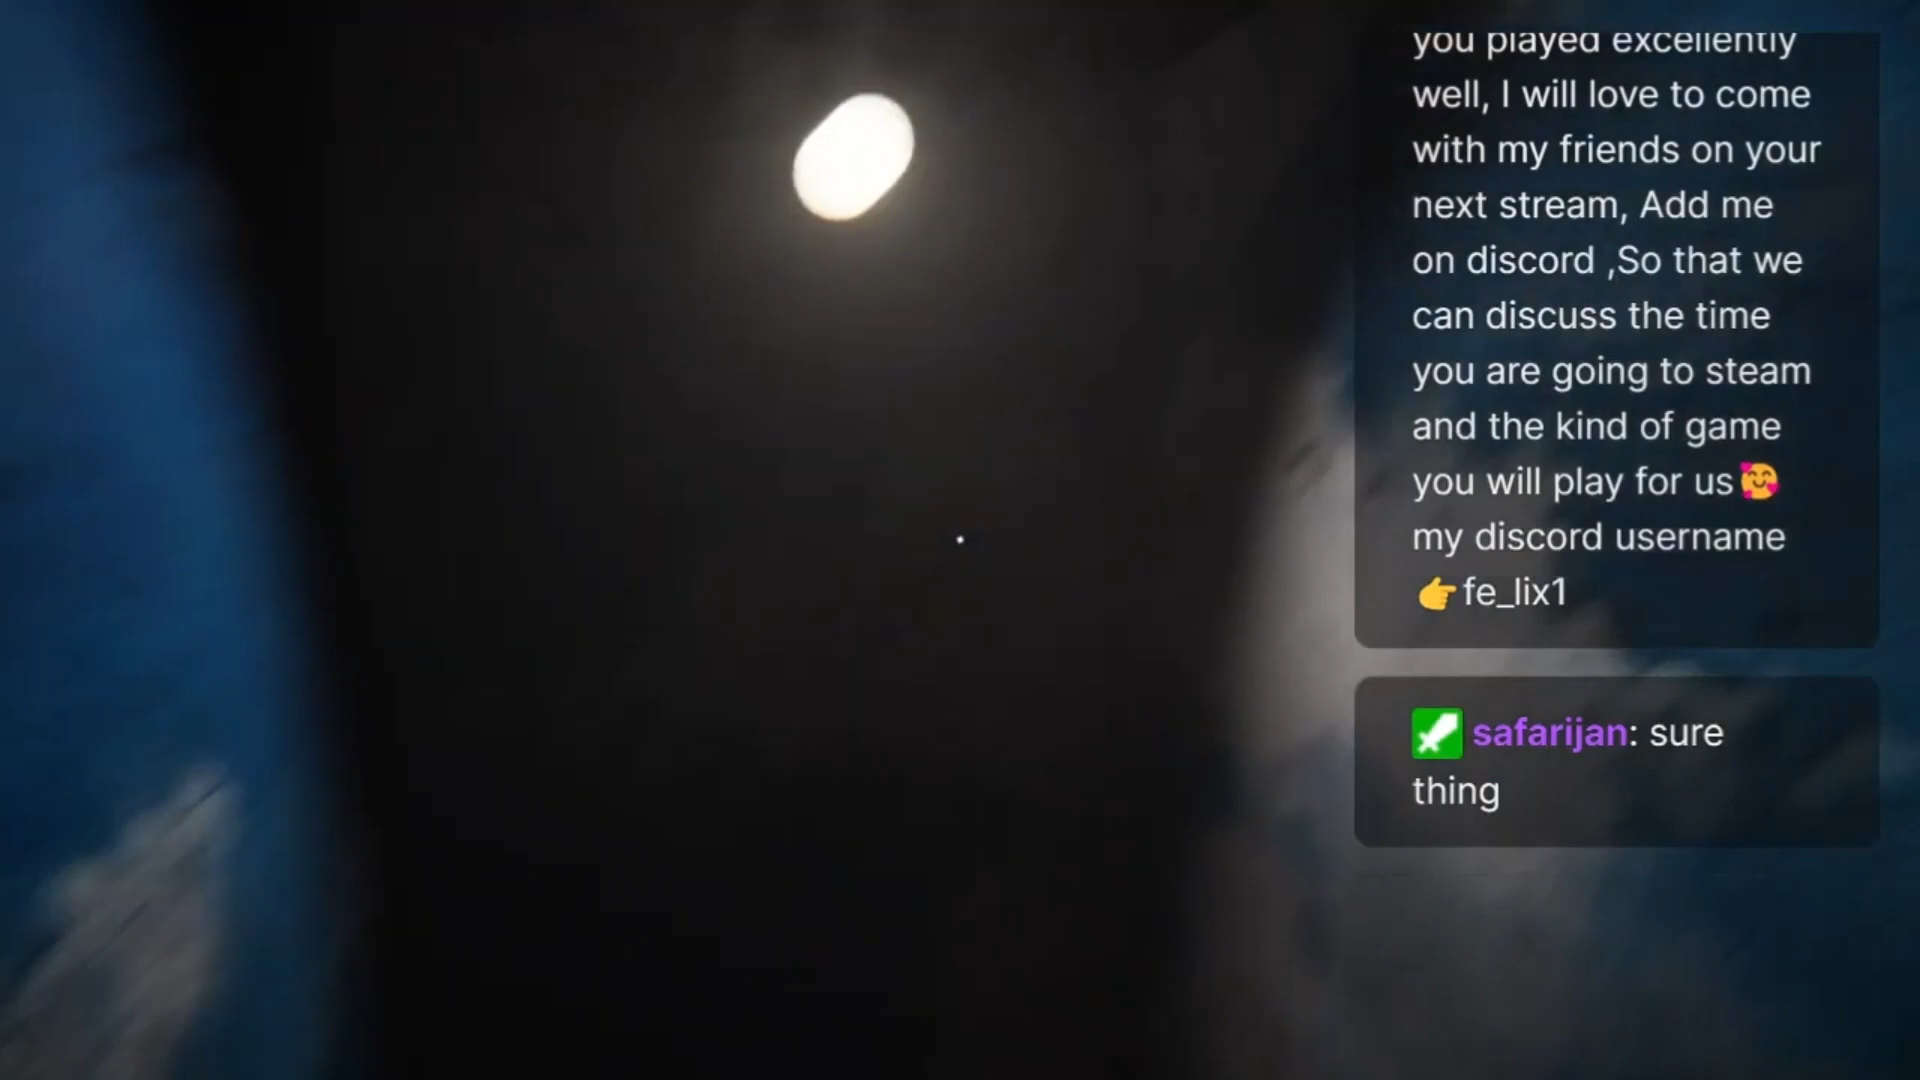 you played excellently
well, I will love to come
with my friends on your
next stream, Add me
on discord ,So that we
can discuss the time
you are going to steam
and the kind of game
you will play for us🥰
my discord username
👉fe_lix1
safarijan: sure
thing